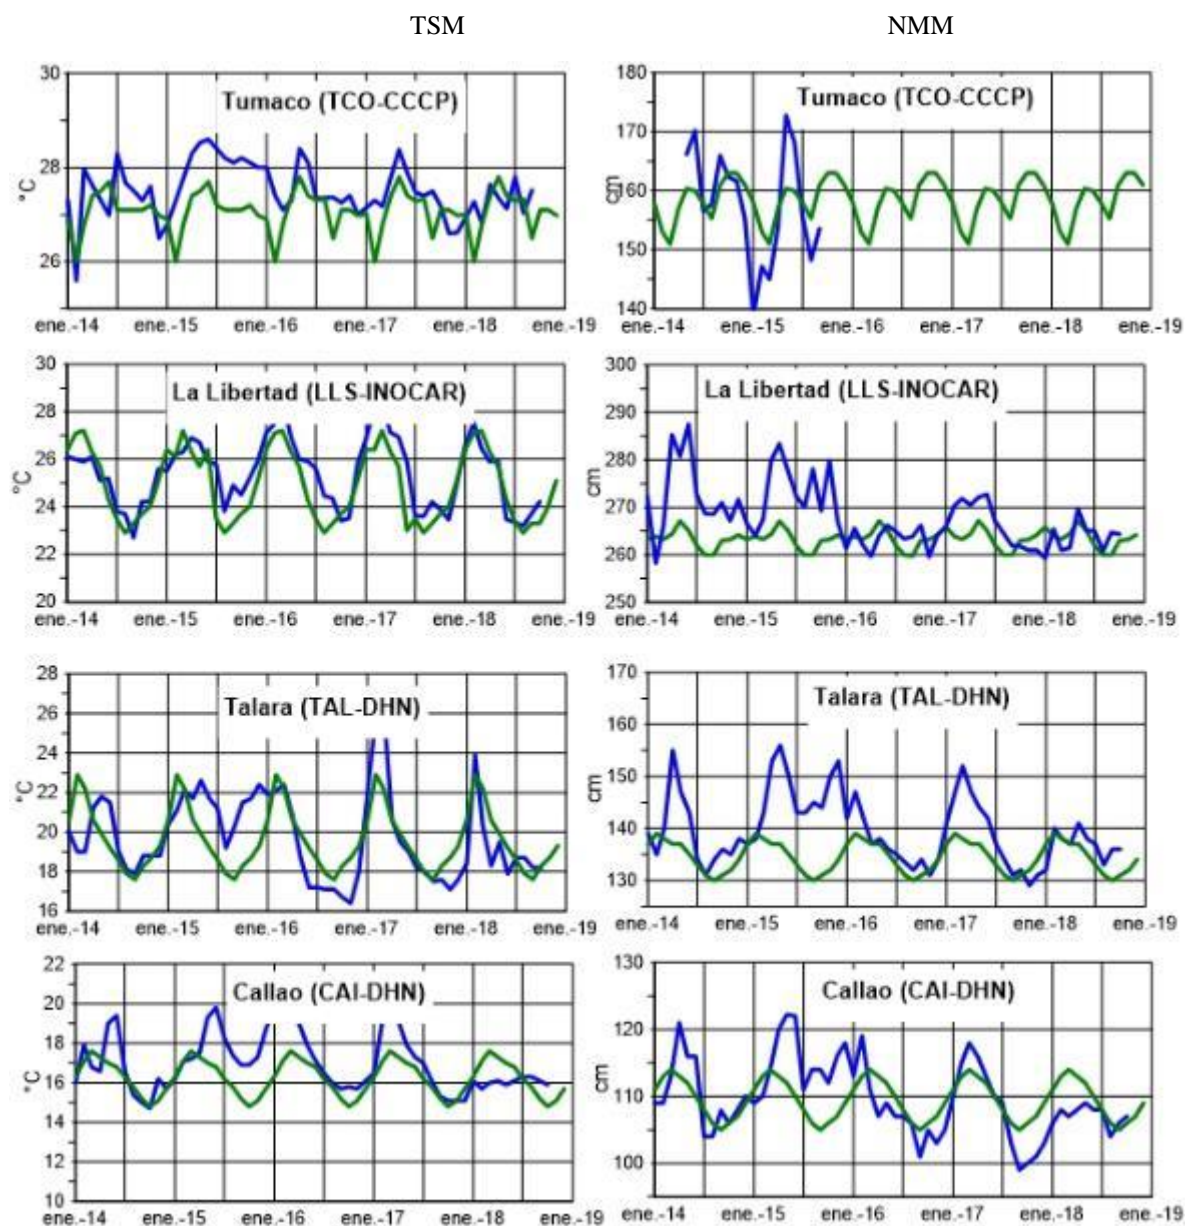 TSM NMM
30
28
26
°C
Tumaco (TCO-CCCP)
ene.-14 ene.-15 ene.-16 ene.-17 ene.-18 ene.-19
180
170
160
150
140
cm
Tumaco (TCO-CCCP)
ene.-14 ene.-15 ene.-16 ene.-17 ene.-18 ene.-19
30
28
26
24
22
20
°C
La Libertad (LLS-INOCAR)
ene.-14 ene.-15 ene.-16 ene.-17 ene.-18 ene.-19
300
290
280
270
260
250
cm
La Libertad (LLS-INOCAR)
ene.-14 ene.-15 ene.-16 ene.-17 ene.-18 ene.-19
28
26
24
22
20
18
16
°C
Talara (TAL-DHN)
ene.-14 ene.-15 ene.-16 ene.-17 ene.-18 ene.-19
170
160
150
140
130
cm
Talara (TAL-DHN)
ene.-14 ene.-15 ene.-16 ene.-17 ene.-18 ene.-19
22
20
18
16
14
12
10
°C
Callao (CAI-DHN)
ene.-14 ene.-15 ene.-16 ene.-17 ene.-18 ene.-19
130
120
110
100
cm
Callao (CAI-DHN)
ene.-14 ene.-15 ene.-16 ene.-17 ene.-18 ene.-19